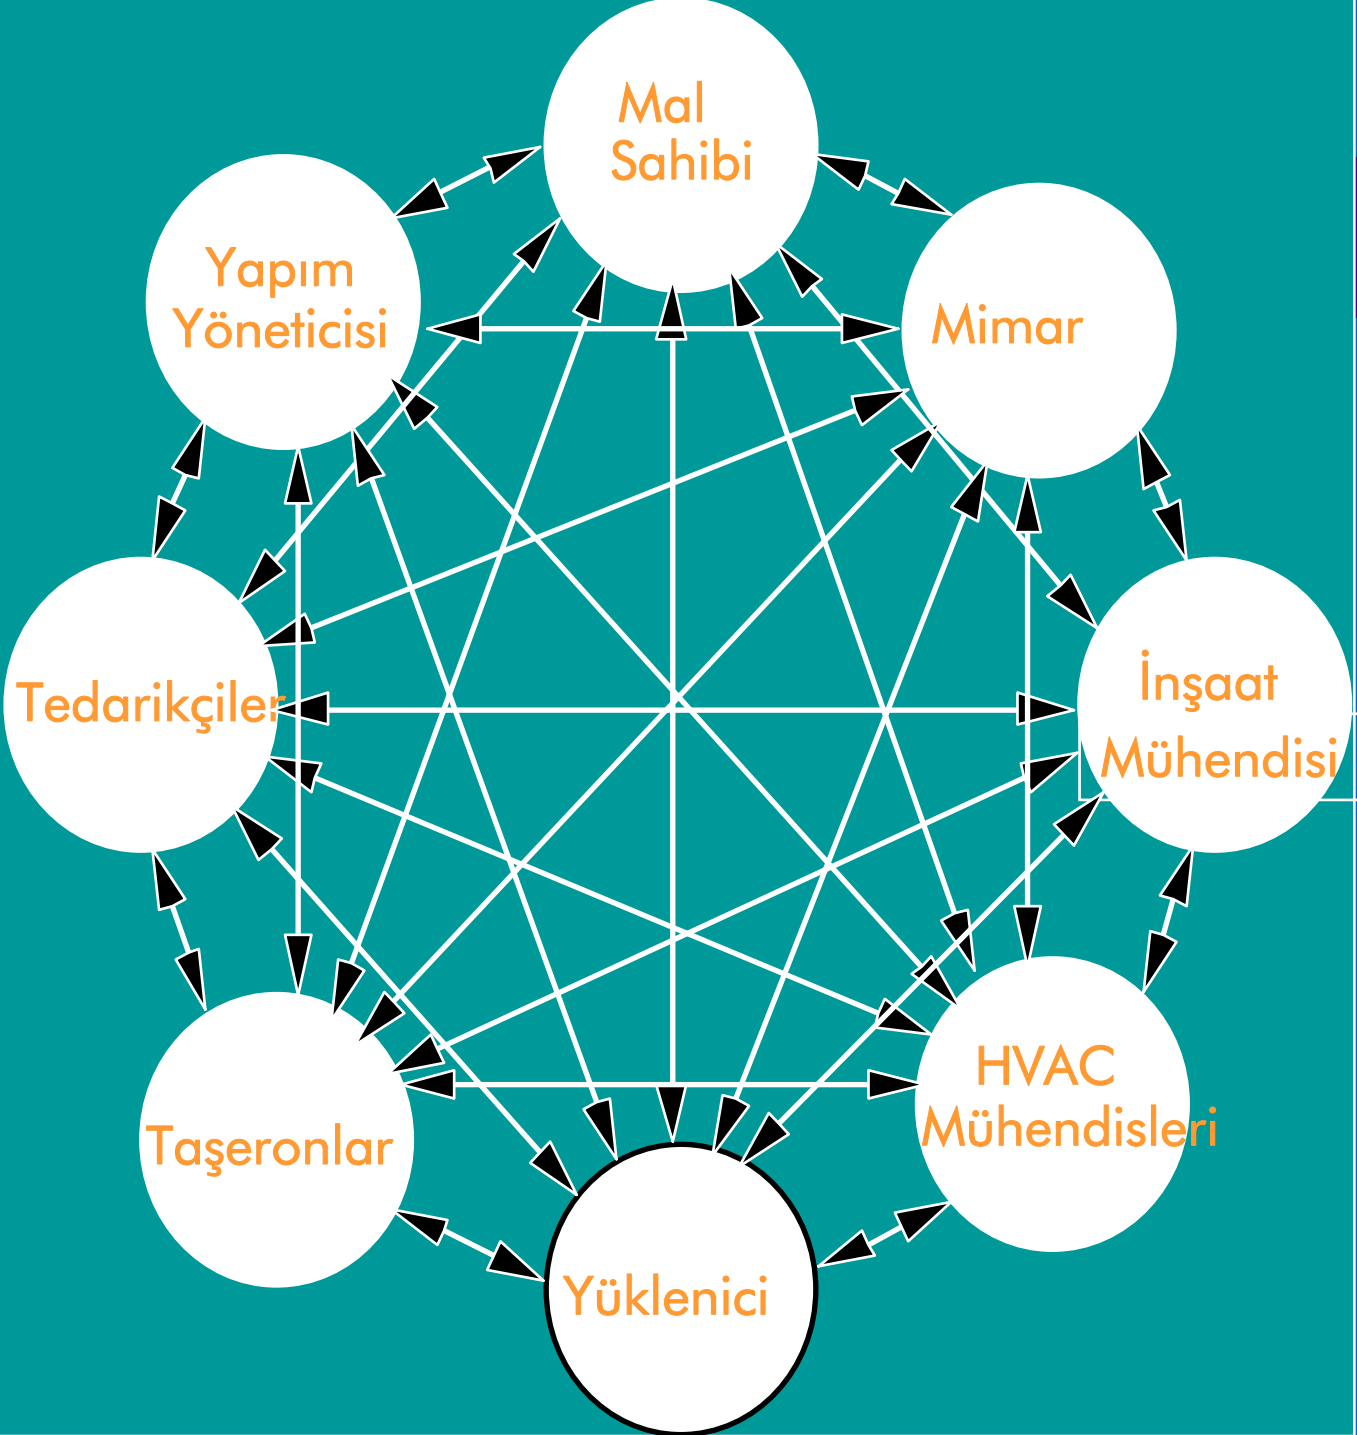 Mal
Sahibi
Yapım
Yöneticisi
Mimar
Tedarikçiler
İnşaat
Mühendisi
HVAC
Mühendisleri
Taşeronlar
Yüklenici